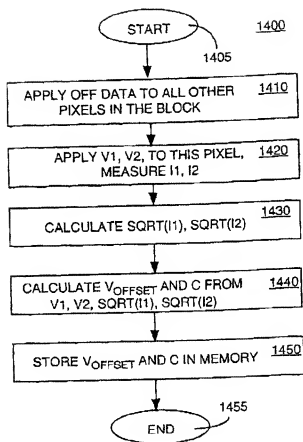 START
1400
1405
APPLY OFF DATA TO ALL OTHER 1410
PIXELS IN THE BLOCK
APPLY V1, V2, TO THIS PIXEL, 1420
MEASURE I1, I2
CALCULATE SQRT(I1), SQRT(I2) 1430
CALCULATE VOFFSET AND C FROM 1440
V1, V2, SQRT(I1), SQRT(I2)
STORE VOFFSET AND C IN MEMORY 1450
END
1455